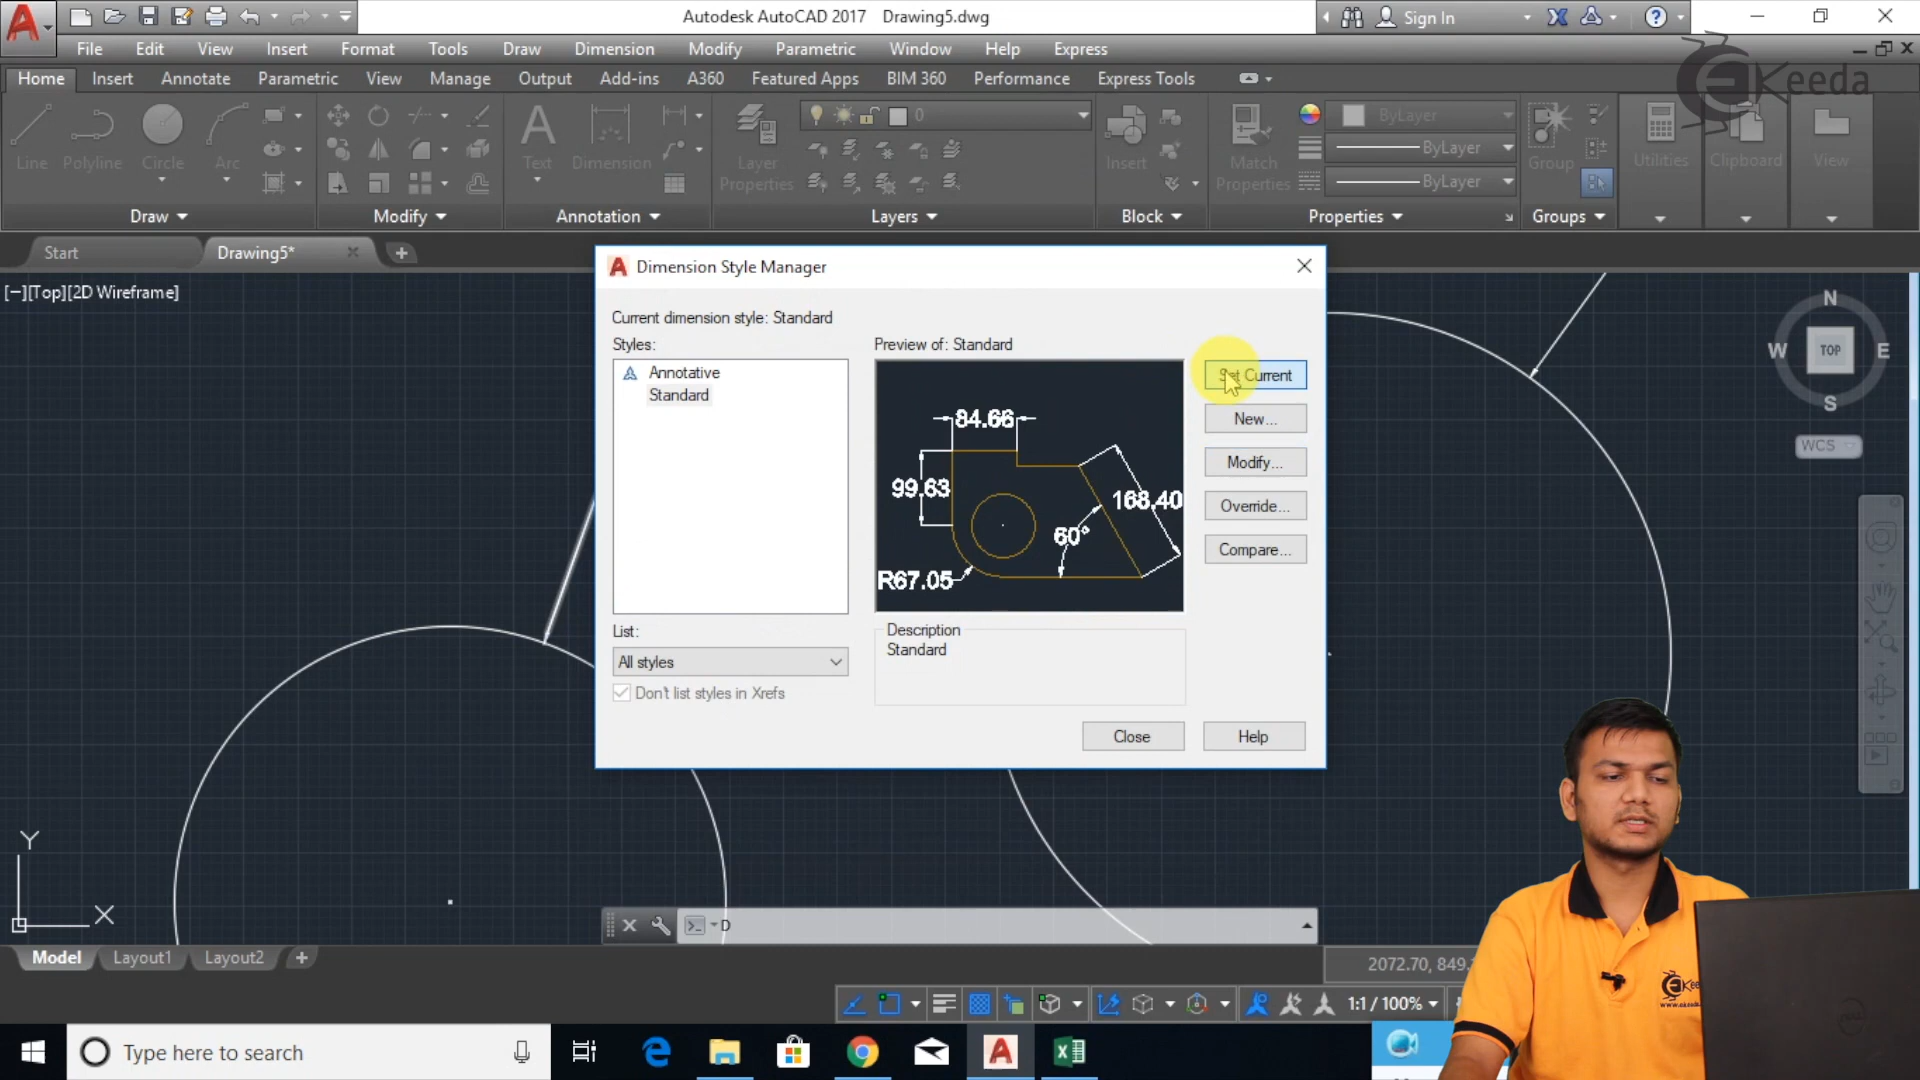 Autodesk AutoCAD 2017 Drawing5.dwg
Sign In
File Edit View Insert Format Tools Draw Dimension Modify Parametric Window Help Express
Home Insert Annotate Parametric View Manage Output Add-ins A360 Featured Apps BIM 360 Performance Express Tools
EKeeda
0
ByLayer
Line Polyline Circle Arc
Text Dimension
Layer Properties
Insert
Match Properties
ByLayer
ByLayer
Group
Utilities
Clipboard
View
Draw Modify Annotation Layers Block Properties Groups
Start Drawing5*
[−][Top][2D Wireframe]
Dimension Style Manager
Current dimension style: Standard
Styles:
Annotative
Standard
Preview of: Standard
84.66
99.63
168.40
60°
R67.05
Set Current
New...
Modify...
Override...
Compare...
List:
All styles
Don't list styles in Xrefs
Description
Standard
Close
Help
N
W TOP E
S
WCS
Y
X
D
Model Layout1 Layout2
2072.70, 849.
1:1 / 100%
Type here to search